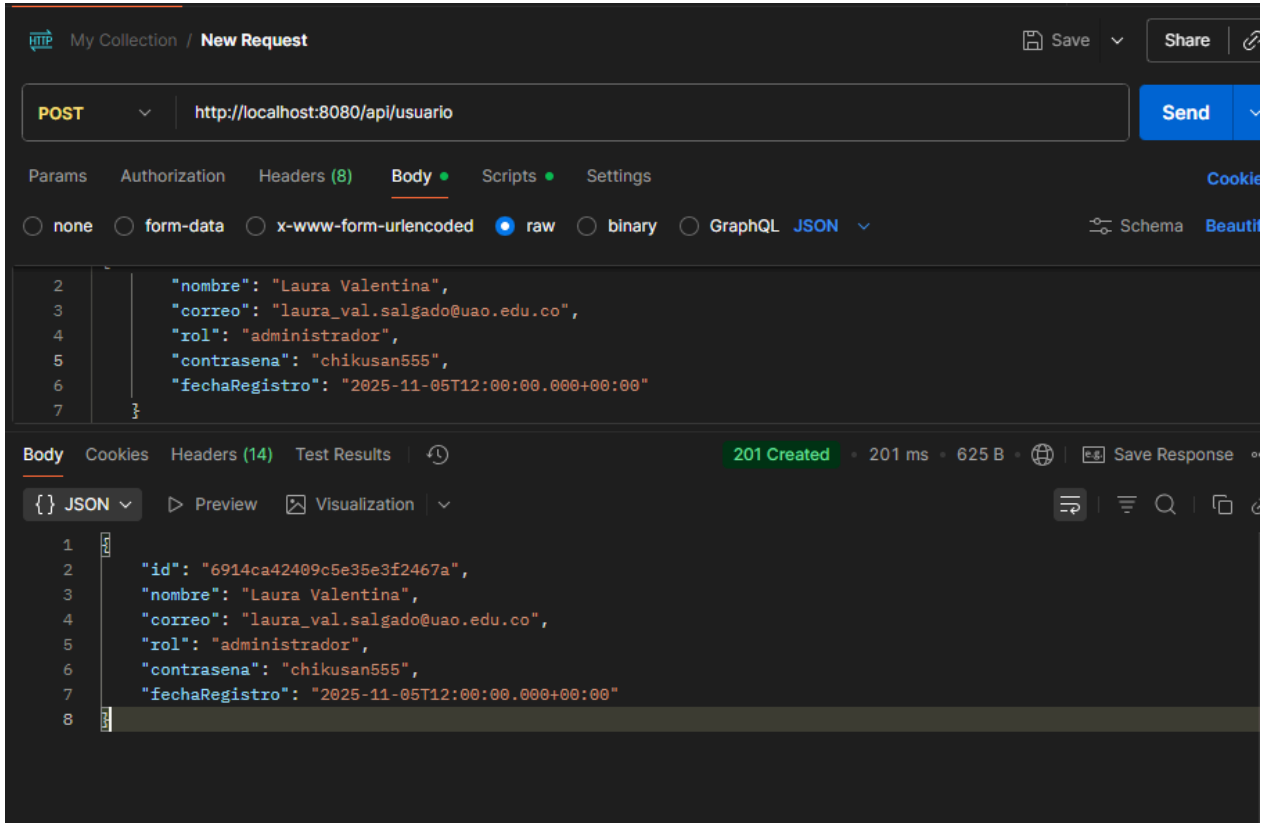 HTTP My Collection / New Request Save Share
POST http://localhost:8080/api/usuario Send
Params Authorization Headers (8) Body Scripts Settings Cookie
none form-data x-www-form-urlencoded raw binary GraphQL JSON Schema Beautif
2 "nombre": "Laura Valentina",
3 "correo": "laura_val.salgado@uao.edu.co",
4 "rol": "administrador",
5 "contrasena": "chikusan555",
6 "fechaRegistro": "2025-11-05T12:00:00.000+00:00"
7 }
Body Cookies Headers (14) Test Results 201 Created • 201 ms • 625 B e.g. Save Response
{} JSON Preview Visualization
1 {
2 "id": "6914ca42409c5e35e3f2467a",
3 "nombre": "Laura Valentina",
4 "correo": "laura_val.salgado@uao.edu.co",
5 "rol": "administrador",
6 "contrasena": "chikusan555",
7 "fechaRegistro": "2025-11-05T12:00:00.000+00:00"
8 }